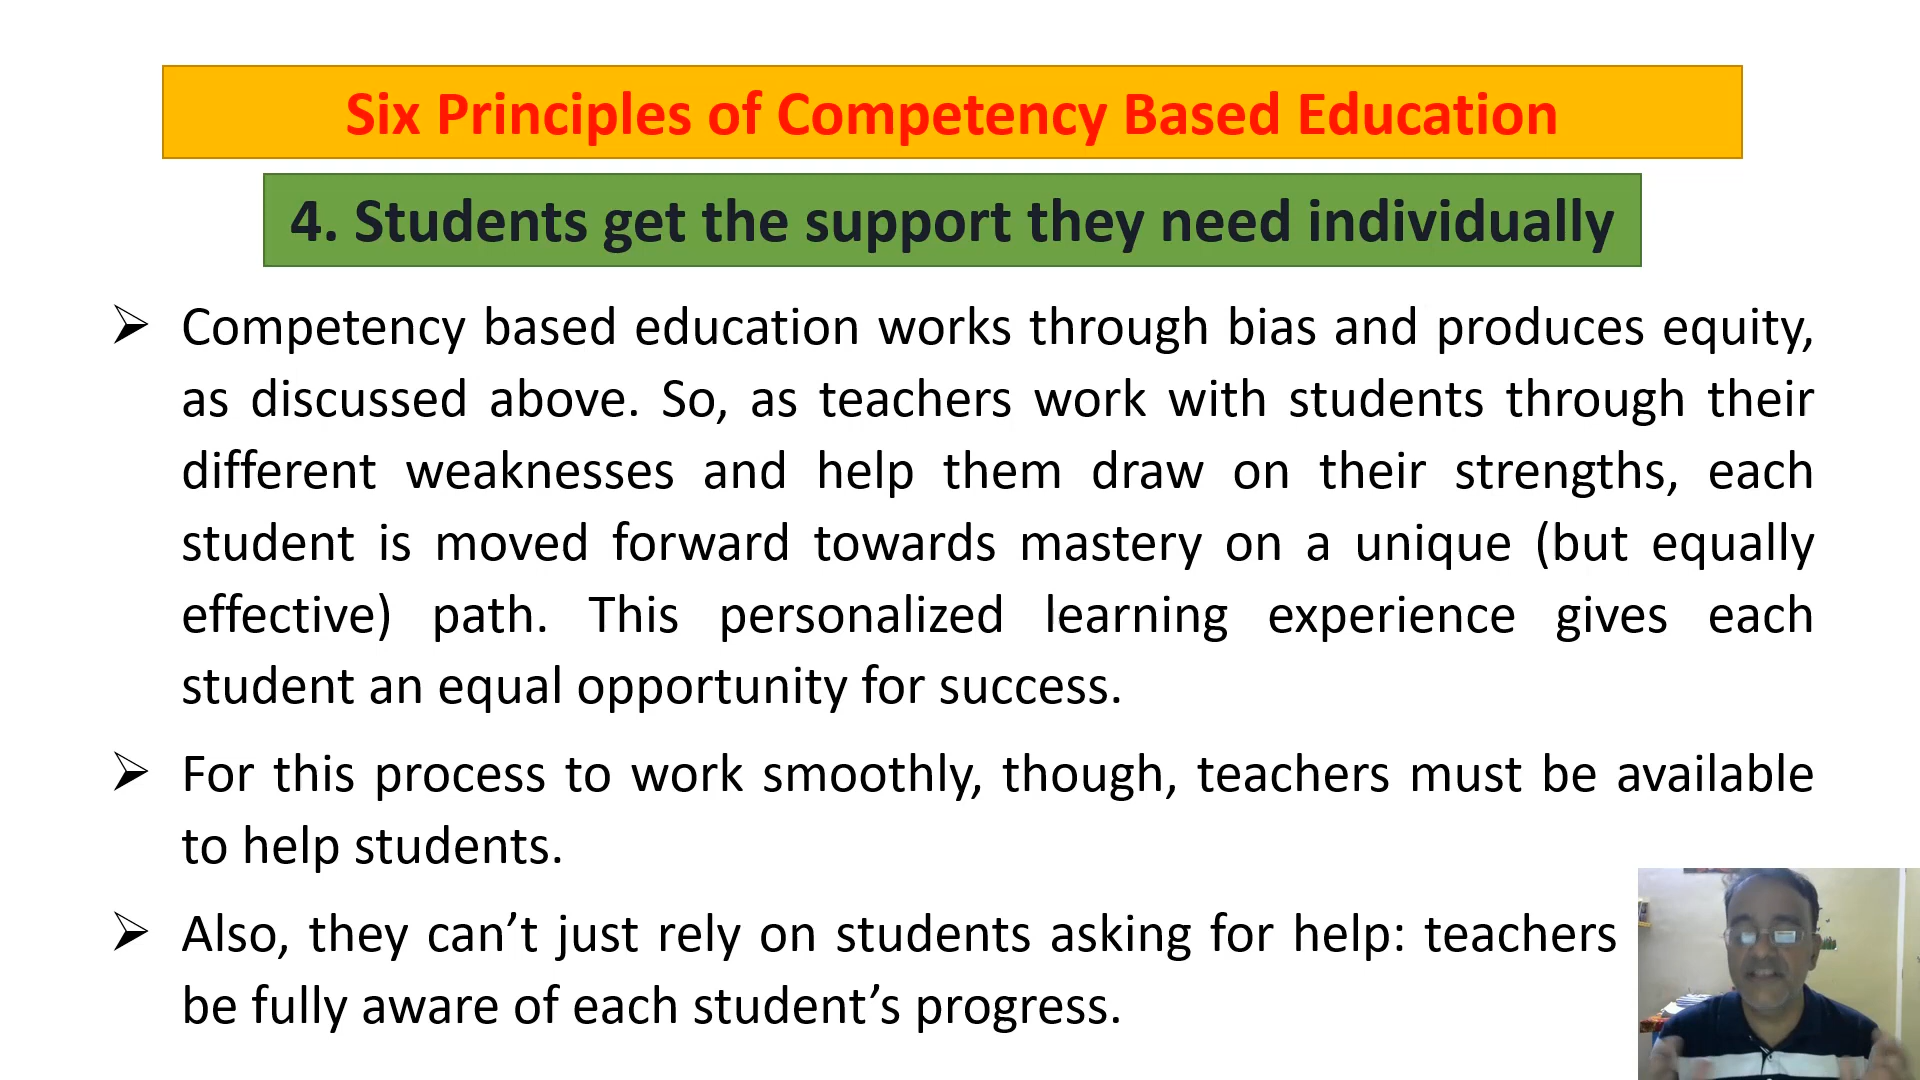 Six Principles of Competency Based Education
4. Students get the support they need individually
Competency based education works through bias and produces equity,
as discussed above. So, as teachers work with students through their
different weaknesses and help them draw on their strengths, each
student is moved forward towards mastery on a unique (but equally
effective) path. This personalized learning experience gives each
student an equal opportunity for success.
For this process to work smoothly, though, teachers must be available
to help students.
Also, they can’t just rely on students asking for help: teachers
be fully aware of each student’s progress.